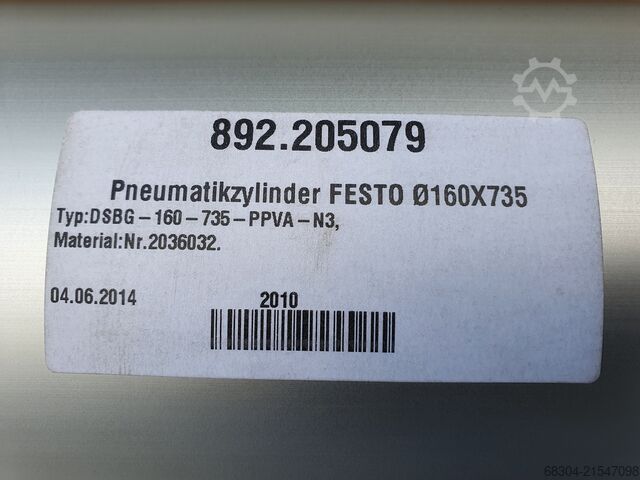 892.205079
Pneumatikzylinder FESTO Ø160X735
Typ:DSBG-160-735-PPVA-N3,
Material:Nr.2036032.
04.06.2014 2010
68304-21547098